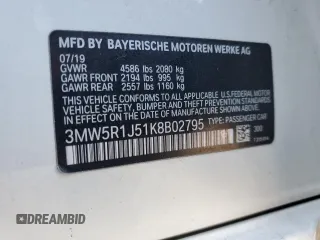 MFD BY BAYERISCHE MOTOREN WERKE AG
07/19
GVWR 4586 lbs 2080 kg
GAWR FRONT 2194 lbs 995 kg
GAWR REAR 2557 lbs 1160 kg
THIS VEHICLE CONFORMS TO ALL APPLICABLE U.S. FEDERAL MOTOR VEHICLE SAFETY, BUMPER, AND THEFT PREVENTION STANDARDS IN EFFECT ON THE DATE OF MANUFACTURE SHOWN ABOVE.
3MW5R1J51K8B02795 TYPE: PASSENGER CAR
DEALERSHIP.CC